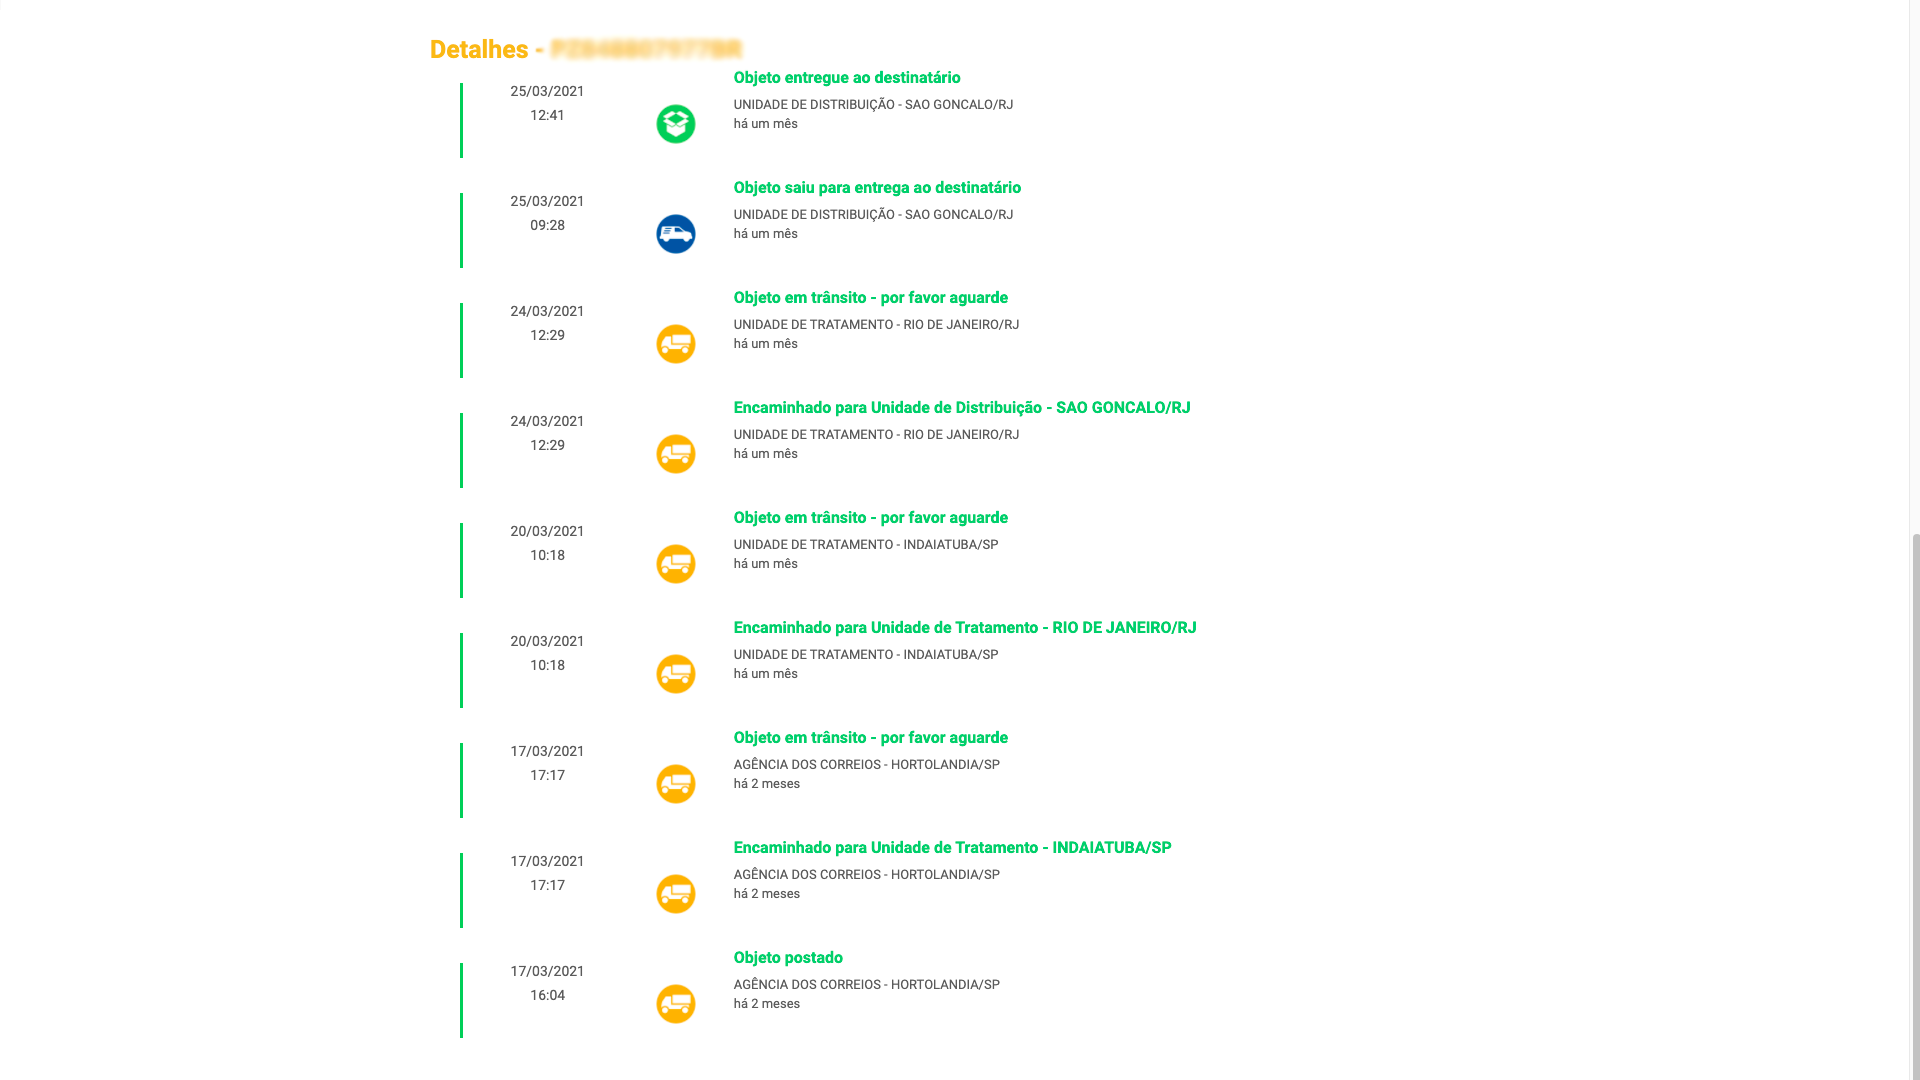 Detalhes -
Objeto entregue ao destinatário
25/03/2021
12:41
UNIDADE DE DISTRIBUIÇÃO - SAO GONCALO/RJ
há um mês
Objeto saiu para entrega ao destinatário
25/03/2021
09:28
UNIDADE DE DISTRIBUIÇÃO - SAO GONCALO/RJ
há um mês
Objeto em trânsito - por favor aguarde
24/03/2021
12:29
UNIDADE DE TRATAMENTO - RIO DE JANEIRO/RJ
há um mês
Encaminhado para Unidade de Distribuição - SAO GONCALO/RJ
24/03/2021
12:29
UNIDADE DE TRATAMENTO - RIO DE JANEIRO/RJ
há um mês
Objeto em trânsito - por favor aguarde
20/03/2021
10:18
UNIDADE DE TRATAMENTO - INDAIATUBA/SP
há um mês
Encaminhado para Unidade de Tratamento - RIO DE JANEIRO/RJ
20/03/2021
10:18
UNIDADE DE TRATAMENTO - INDAIATUBA/SP
há um mês
Objeto em trânsito - por favor aguarde
17/03/2021
17:17
AGÊNCIA DOS CORREIOS - HORTOLANDIA/SP
há 2 meses
Encaminhado para Unidade de Tratamento - INDAIATUBA/SP
17/03/2021
17:17
AGÊNCIA DOS CORREIOS - HORTOLANDIA/SP
há 2 meses
Objeto postado
17/03/2021
16:04
AGÊNCIA DOS CORREIOS - HORTOLANDIA/SP
há 2 meses